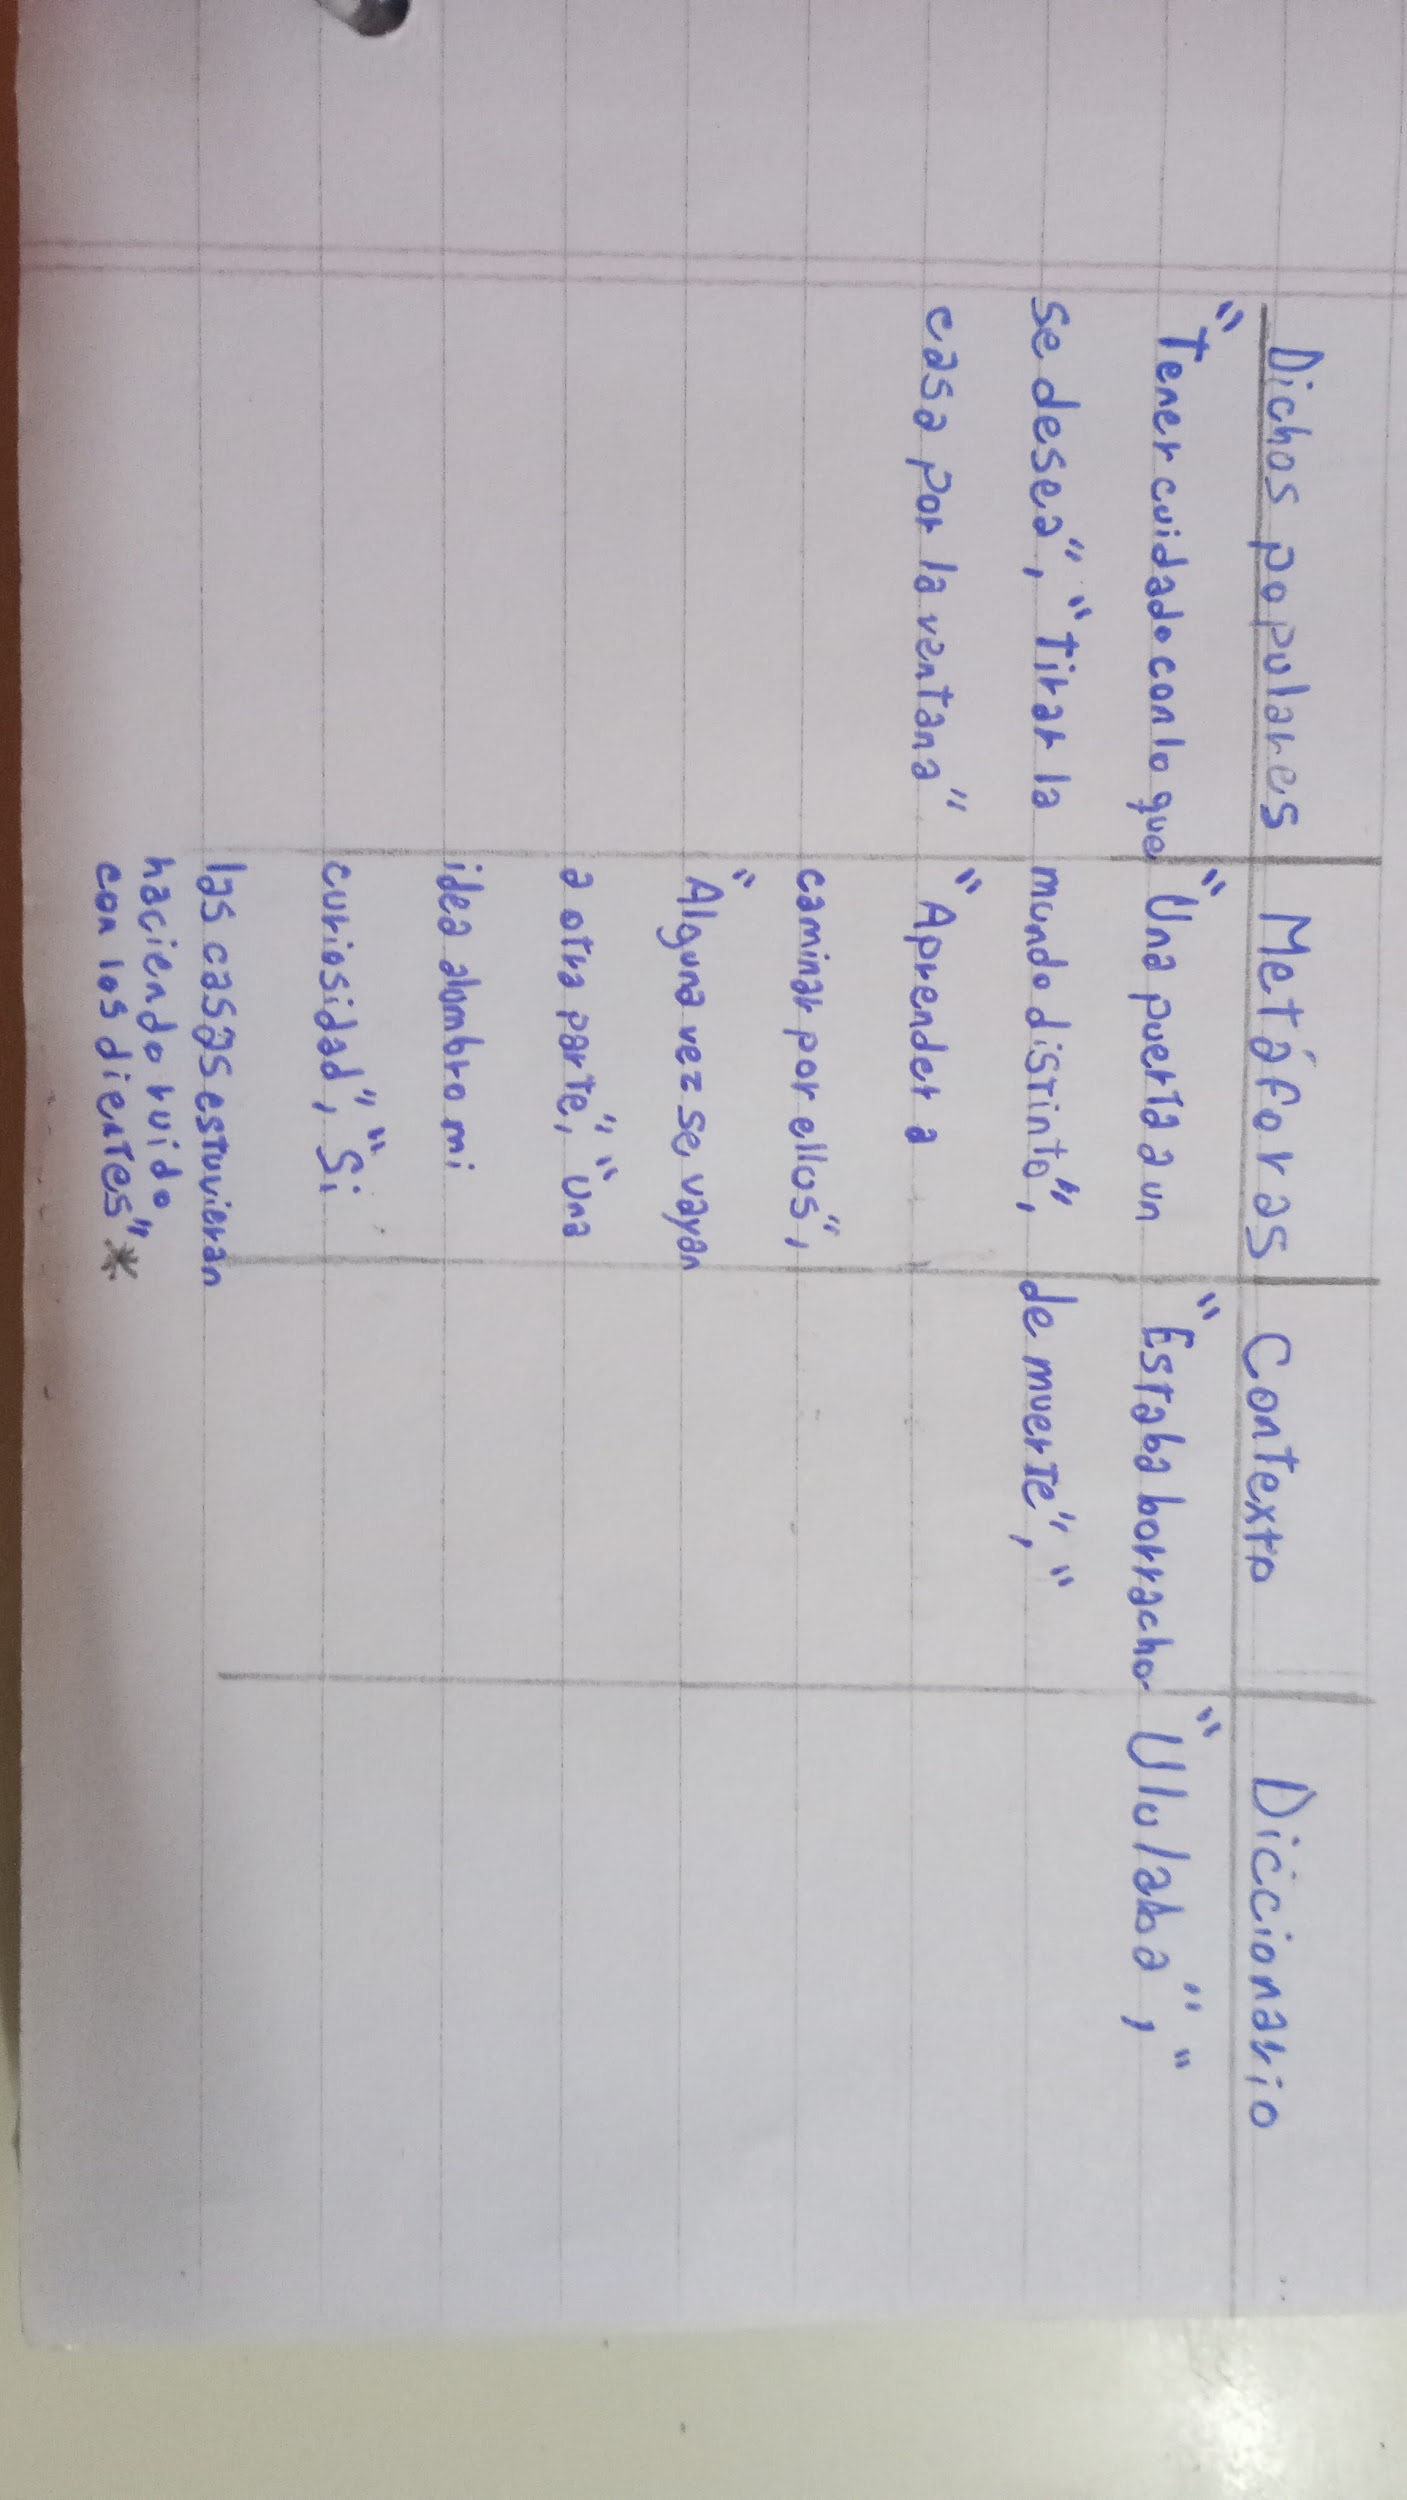 Dichos populares Metáforas Contexto Diccionario
"Tener cuidado con lo que "Una puerta a un "Estaba borracho "Ululaba", "
se desea", "Tirar la mundo distinto", de muerte", "
casa por la ventana" "Aprender a
caminar por ellos",
"Alguna vez se vayan
a otra parte", "Una
idea alombro mi
curiosidad", "Si
las casas estuvieran
haciendo ruido
con los dientes" *